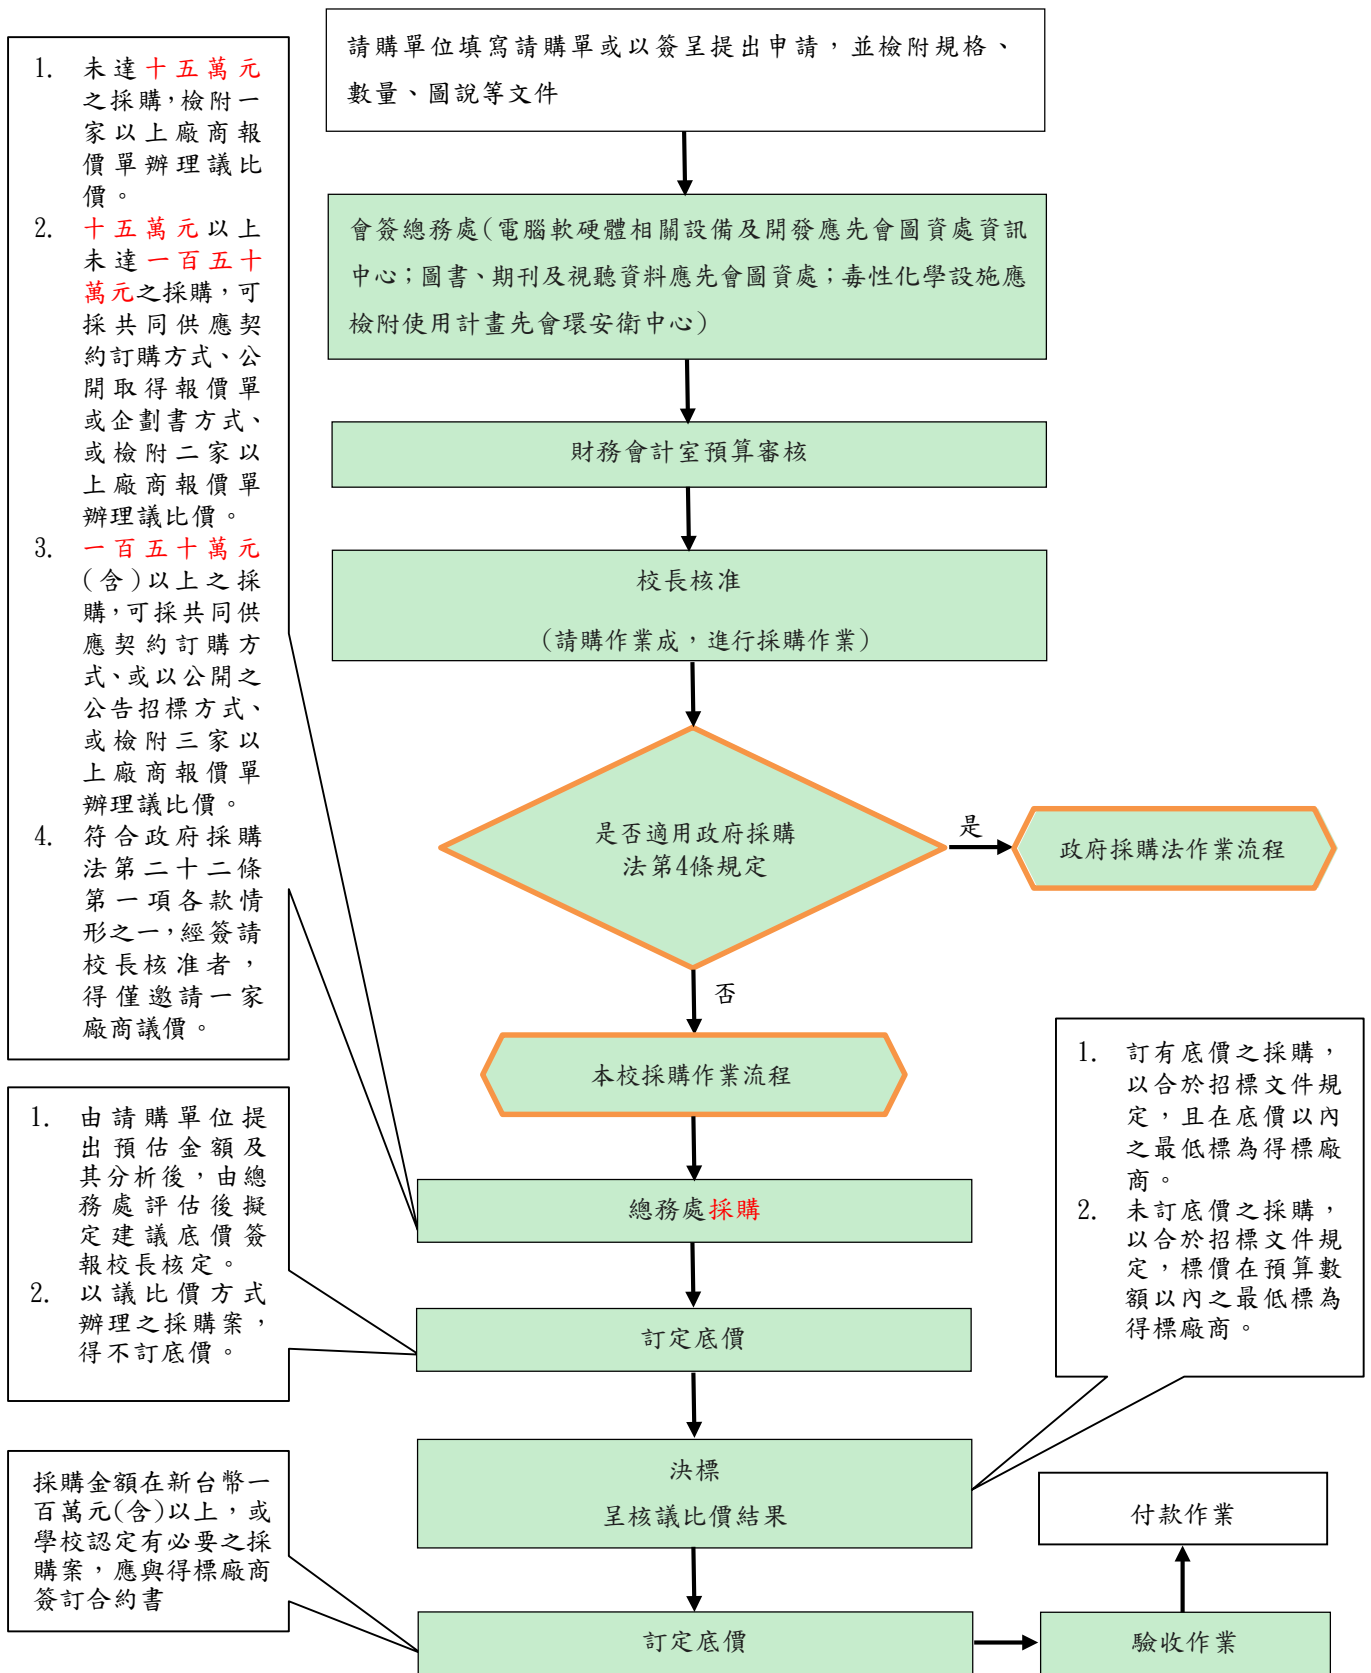 請購單位填寫請購單或以簽呈提出申請，並檢附規格、
數量、圖說等文件
1. 未達十五萬元
之採購，檢附一
家以上廠商報
價單辦理議比
價。
2. 十五萬元以上
未達一百五十
萬元之採購，可
採共同供應契
約訂購方式、公
開取得報價單
或企劃書方式、
或檢附二家以
上廠商報價單
辦理議比價。
3. 一百五十萬元
(含)以上之採
購，可採共同供
應契約訂購方
式、或以公開之
公告招標方式、
或檢附三家以
上廠商報價單
辦理議比價。
4. 符合政府採購
法第二十二條
第一項各款情
形之一，經簽請
校長核准者，
得僅邀請一家
廠商議價。
會簽總務處(電腦軟硬體相關設備及開發應先會圖資處資訊
中心；圖書、期刊及視聽資料應先會圖資處；毒性化學設施應
檢附使用計畫先會環安衛中心)
財務會計室預算審核
校長核准
(請購作業成，進行採購作業)
是否適用政府採購
法第4條規定
是
政府採購法作業流程
否
本校採購作業流程
1. 由請購單位提
出預估金額及
其分析後，由總
務處評估後擬
定建議底價簽
報校長核定。
2. 以議比價方式
辦理之採購案，
得不訂底價。
總務處採購
訂定底價
1. 訂有底價之採購，
以合於招標文件規
定，且在底價以內
之最低標為得標廠
商。
2. 未訂底價之採購，
以合於招標文件規
定，標價在預算數
額以內之最低標為
得標廠商。
決標
呈核議比價結果
採購金額在新台幣一
百萬元(含)以上，或
學校認定有必要之採
購案，應與得標廠商
簽訂合約書
訂定底價
驗收作業
付款作業